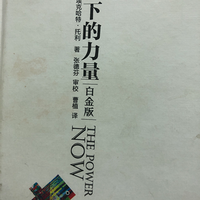 下的力量
白金版
克哈特·托利 著
张德芬 审校 曹植 译
THE POWER
NOW